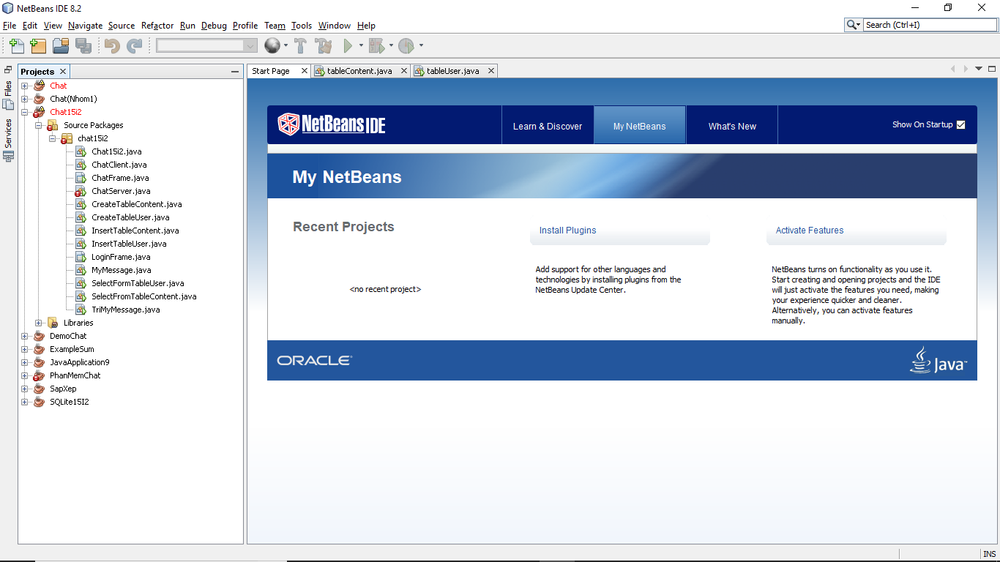 NetBeans IDE 8.2
File Edit View Navigate Source Refactor Run Debug Profile Team Tools Window Help
Search (Ctrl+I)
Files
Services
Projects
Chat
Chat(Nhom1)
Chat15i2
Source Packages
chat15i2
Chat15i2.java
ChatClient.java
ChatFrame.java
ChatServer.java
CreateTableContent.java
CreateTableUser.java
InsertTableContent.java
InsertTableUser.java
LoginFrame.java
MyMessage.java
SelectFormTableUser.java
SelectFromTableContent.java
TriMyMessage.java
Libraries
DemoChat
ExampleSum
JavaApplication9
PhanMemChat
SapXep
SQLite15I2
Start Page tableContent.java tableUser.java
NetBeans IDE
Learn & Discover My NetBeans What's New
Show On Startup
My NetBeans
Recent Projects
<no recent project>
Install Plugins
Add support for other languages and
technologies by installing plugins from the
NetBeans Update Center.
Activate Features
NetBeans turns on functionality as you use it.
Start creating and opening projects and the IDE
will just activate the features you need, making
your experience quicker and cleaner.
Alternatively, you can activate features
manually.
ORACLE
Java™
INS